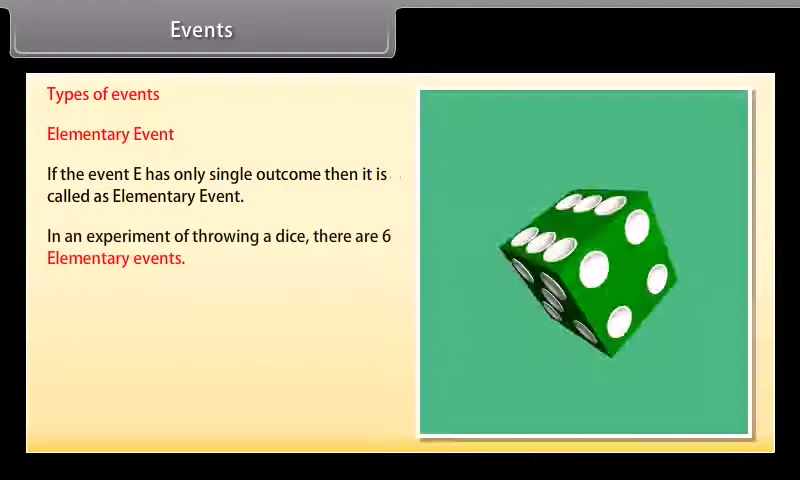 Events
Types of events
Elementary Event
If the event E has only single outcome then it is
called as Elementary Event.
In an experiment of throwing a dice, there are 6
Elementary events.